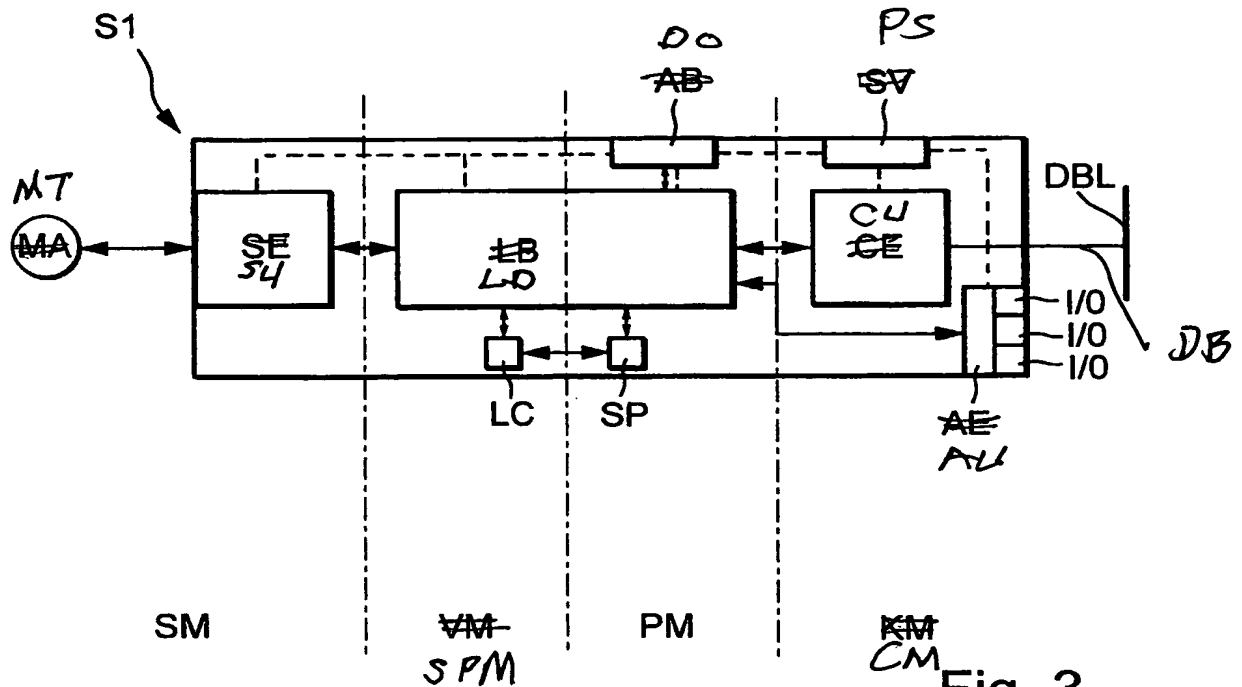 S1
DO
PS
AB
SV
DBL
MT
MA
SE
SU
LB
LD
CU
CE
I/O
I/O
I/O
DB
LC
SP
AE
AU
SM
VM
SPM
PM
KM
CM
Fig. 3